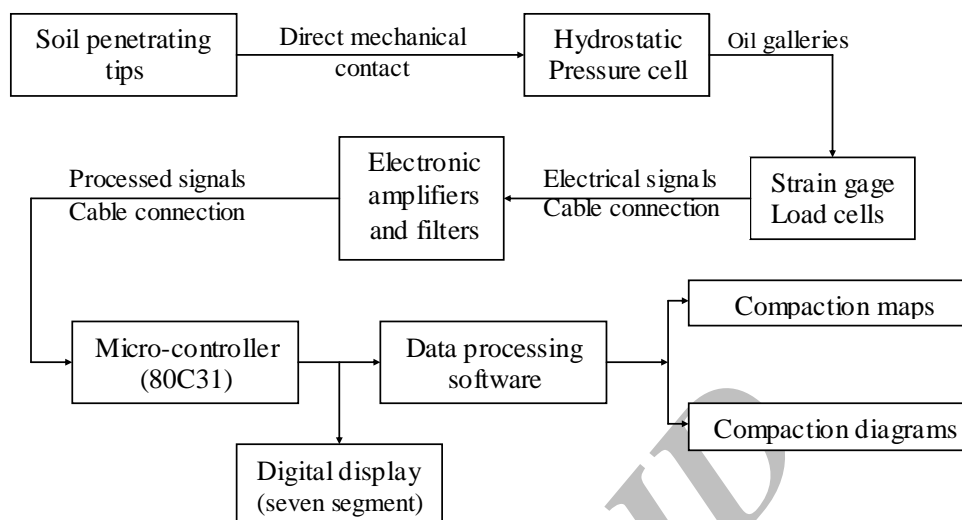 Soil penetrating
tips
Direct mechanical
contact
Hydrostatic
Pressure cell
Oil galleries
Strain gage
Load cells
Electrical signals
Cable connection
Electronic
amplifiers
and filters
Processed signals
Cable connection
Micro-controller
(80C31)
Digital display
(seven segment)
Data processing
software
Compaction maps
Compaction diagrams